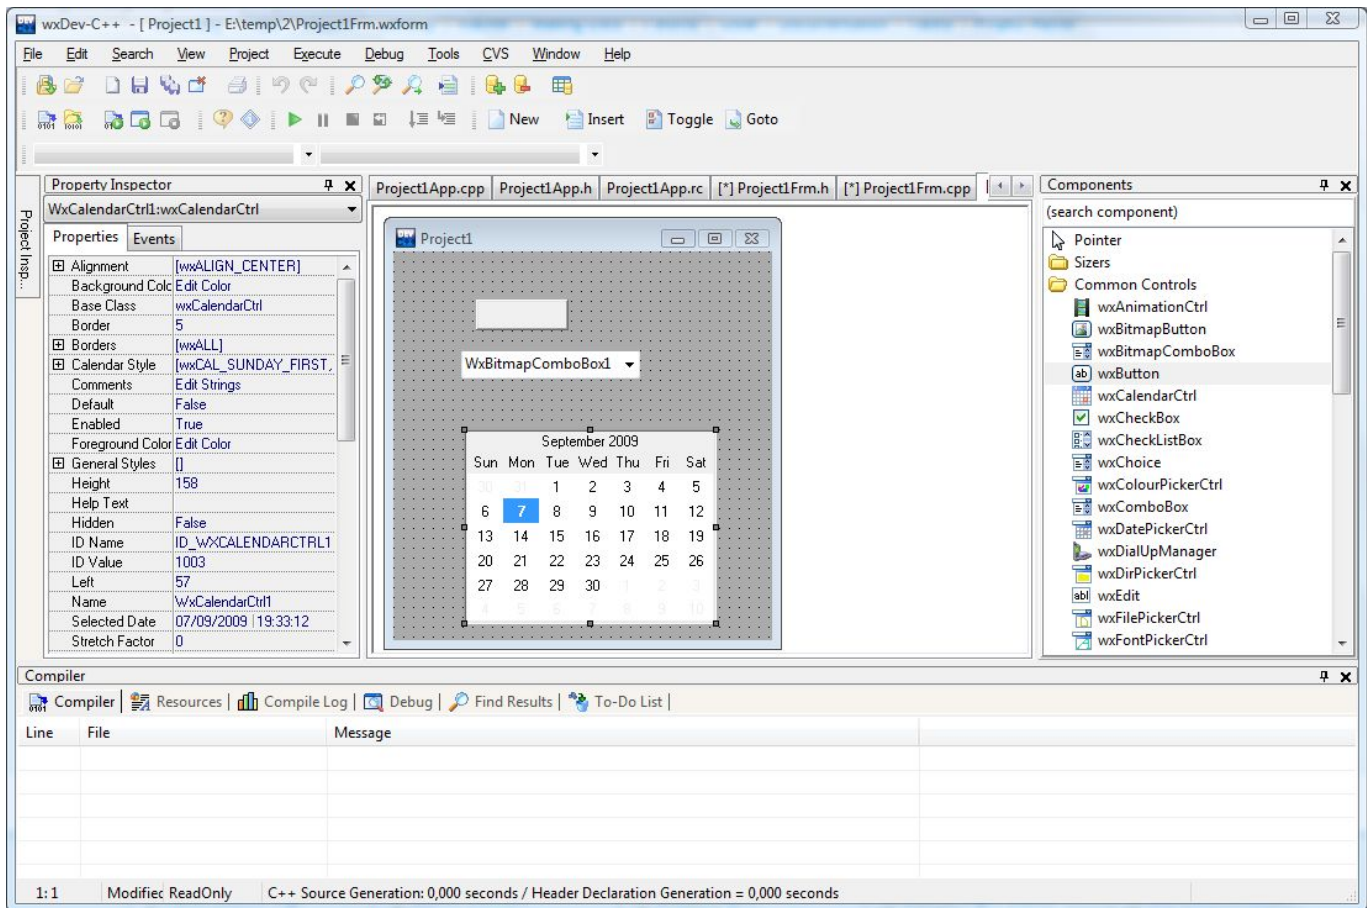 wxDev-C++ - [ Project1 ] - E:\temp\2\Project1Frm.wxform
File Edit Search View Project Execute Debug Tools CVS Window Help
New Insert Toggle Goto
Project Insp...
Property Inspector
WxCalendarCtrl1:wxCalendarCtrl
Properties Events
Alignment [wxALIGN_CENTER]
Background Colc Edit Color
Base Class wxCalendarCtrl
Border 5
Borders [wxALL]
Calendar Style [wxCAL_SUNDAY_FIRST,
Comments Edit Strings
Default False
Enabled True
Foreground Color Edit Color
General Styles []
Height 158
Help Text
Hidden False
ID Name ID_WXCALENDARCTRL1
ID Value 1003
Left 57
Name WxCalendarCtrl1
Selected Date 07/09/2009 19:33:12
Stretch Factor 0
Project1App.cpp Project1App.h Project1App.rc [*] Project1Frm.h [*] Project1Frm.cpp
Project1
WxBitmapComboBox1
September 2009
Sun Mon Tue Wed Thu Fri Sat
30 31 1 2 3 4 5
6 7 8 9 10 11 12
13 14 15 16 17 18 19
20 21 22 23 24 25 26
27 28 29 30 1 2 3
4 5 6 7 8 9 10
Components
(search component)
Pointer
Sizers
Common Controls
wxAnimationCtrl
wxBitmapButton
wxBitmapComboBox
wxButton
wxCalendarCtrl
wxCheckBox
wxCheckListBox
wxChoice
wxColourPickerCtrl
wxComboBox
wxDatePickerCtrl
wxDialUpManager
wxDirPickerCtrl
wxEdit
wxFilePickerCtrl
wxFontPickerCtrl
Compiler
Compiler Resources Compile Log Debug Find Results To-Do List
Line File Message
1: 1 Modifiec ReadOnly C++ Source Generation: 0,000 seconds / Header Declaration Generation = 0,000 seconds